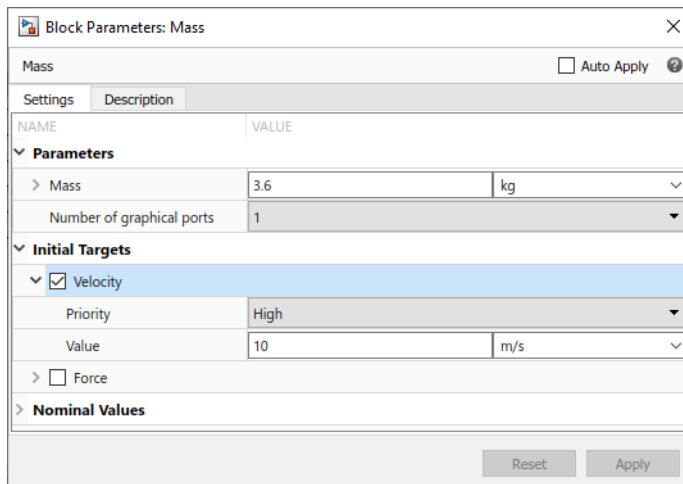 Block Parameters: Mass
Mass
Auto Apply
Settings Description
NAME VALUE
Parameters
Mass 3.6 kg
Number of graphical ports 1
Initial Targets
Velocity
Priority High
Value 10 m/s
Force
Nominal Values
Reset Apply